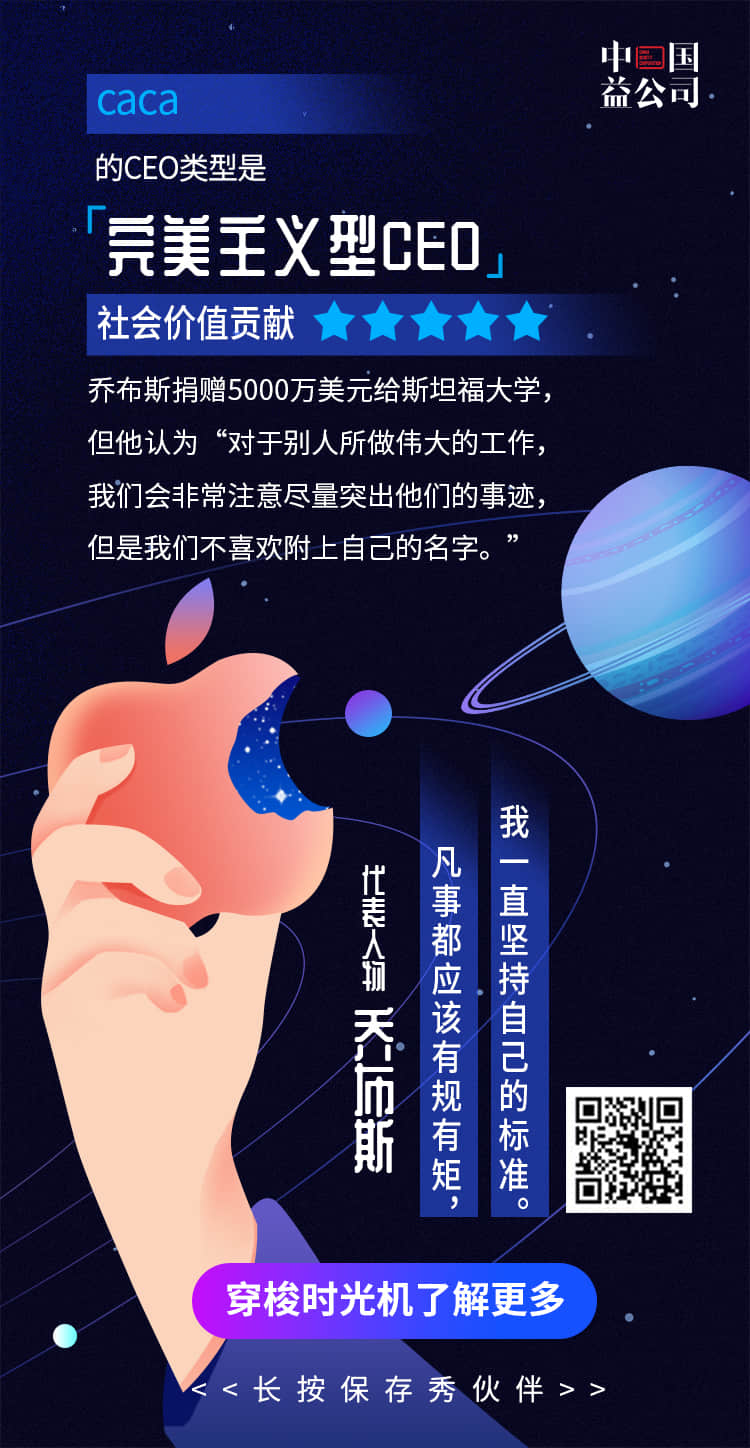 中国
益公司
caca
的CEO类型是
「完美主义型CEO」
社会价值贡献 ★★★★★
乔布斯捐赠5000万美元给斯坦福大学，
但他认为“对于别人所做伟大的工作，
我们会非常注意尽量突出他们的事迹，
但是我们不喜欢附上自己的名字。”
凡事都应该有规有矩，
我一直坚持自己的标准。
代表人物 乔布斯
穿梭时光机了解更多
<<长按保存秀伙伴>>